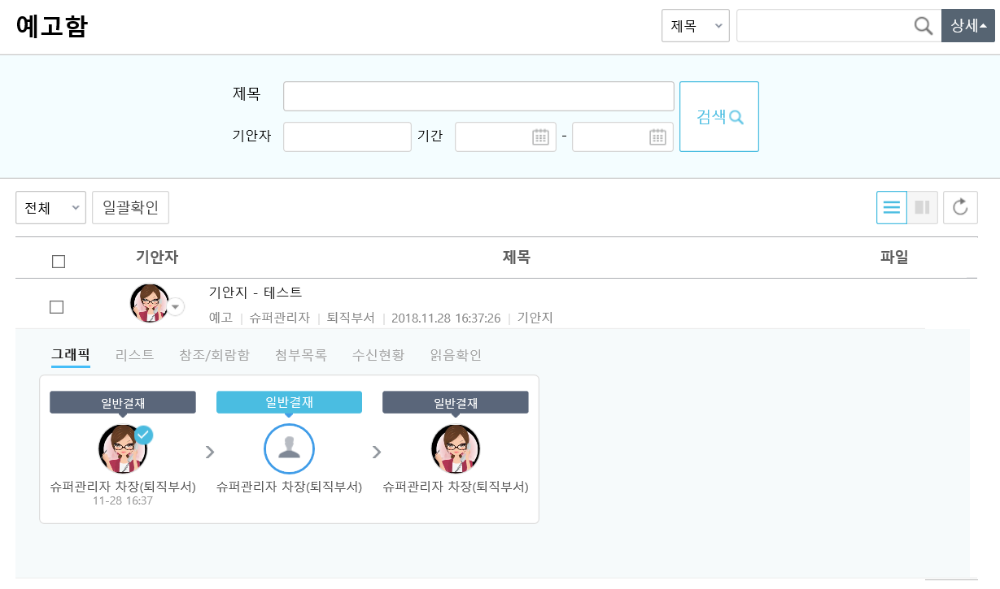 예고함 제목 상세
제목
검색
기안자 기간 -
전체 일괄확인
기안자 제목 파일
기안지 - 테스트
예고 | 슈퍼관리자 | 퇴직부서 | 2018.11.28 16:37:26 | 기안지
그래픽 리스트 참조/회람함 첨부목록 수신현황 읽음확인
일반결재 일반결재 일반결재
슈퍼관리자 차장(퇴직부서) 슈퍼관리자 차장(퇴직부서) 슈퍼관리자 차장(퇴직부서)
11-28 16:37